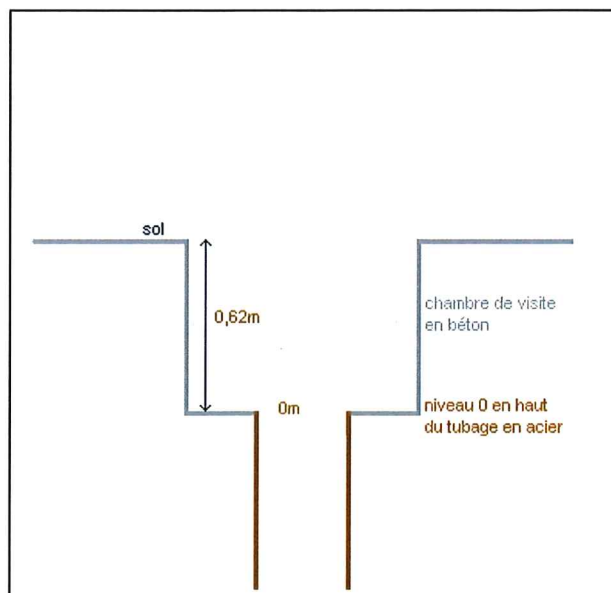 sol
0,62m
chambre de visite
en béton
0m
niveau 0 en haut
du tubage en acier